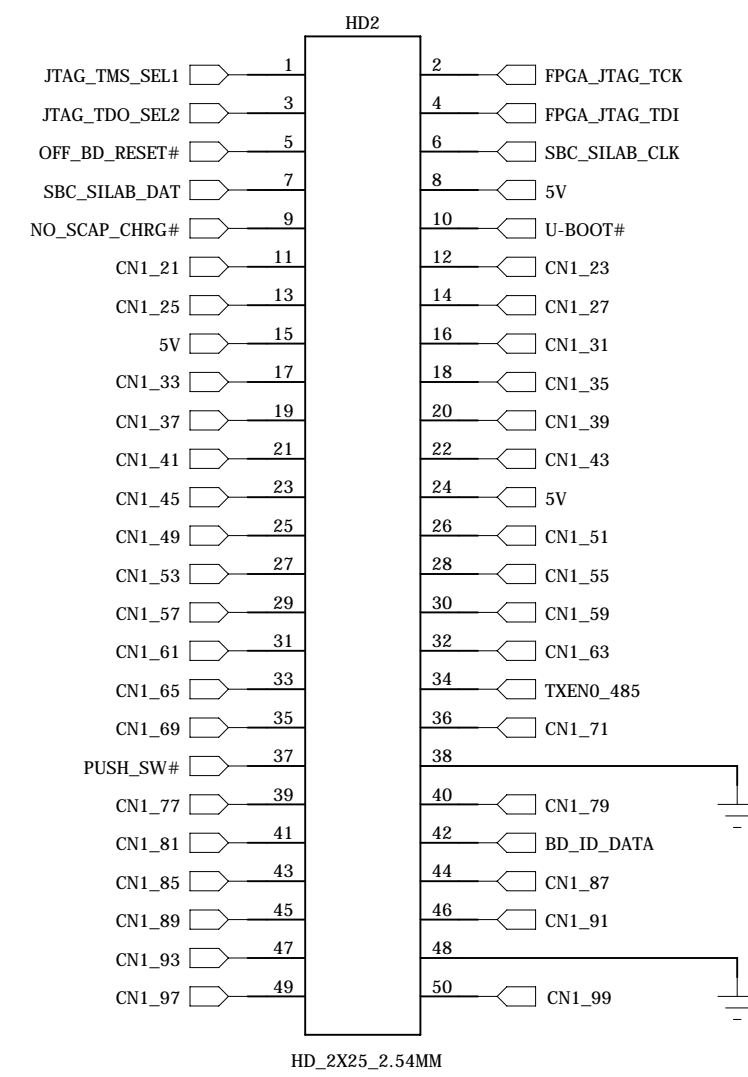 HD2
JTAG_TMS_SEL1 1 2 FPGA_JTAG_TCK
JTAG_TDO_SEL2 3 4 FPGA_JTAG_TDI
OFF_BD_RESET# 5 6 SBC_SILAB_CLK
SBC_SILAB_DAT 7 8 5V
NO_SCAP_CHRG# 9 10 U-BOOT#
CN1_21 11 12 CN1_23
CN1_25 13 14 CN1_27
5V 15 16 CN1_31
CN1_33 17 18 CN1_35
CN1_37 19 20 CN1_39
CN1_41 21 22 CN1_43
CN1_45 23 24 5V
CN1_49 25 26 CN1_51
CN1_53 27 28 CN1_55
CN1_57 29 30 CN1_59
CN1_61 31 32 CN1_63
CN1_65 33 34 TXEN0_485
CN1_69 35 36 CN1_71
PUSH_SW# 37 38
CN1_77 39 40 CN1_79
CN1_81 41 42 BD_ID_DATA
CN1_85 43 44 CN1_87
CN1_89 45 46 CN1_91
CN1_93 47 48
CN1_97 49 50 CN1_99
HD_2X25_2.54MM